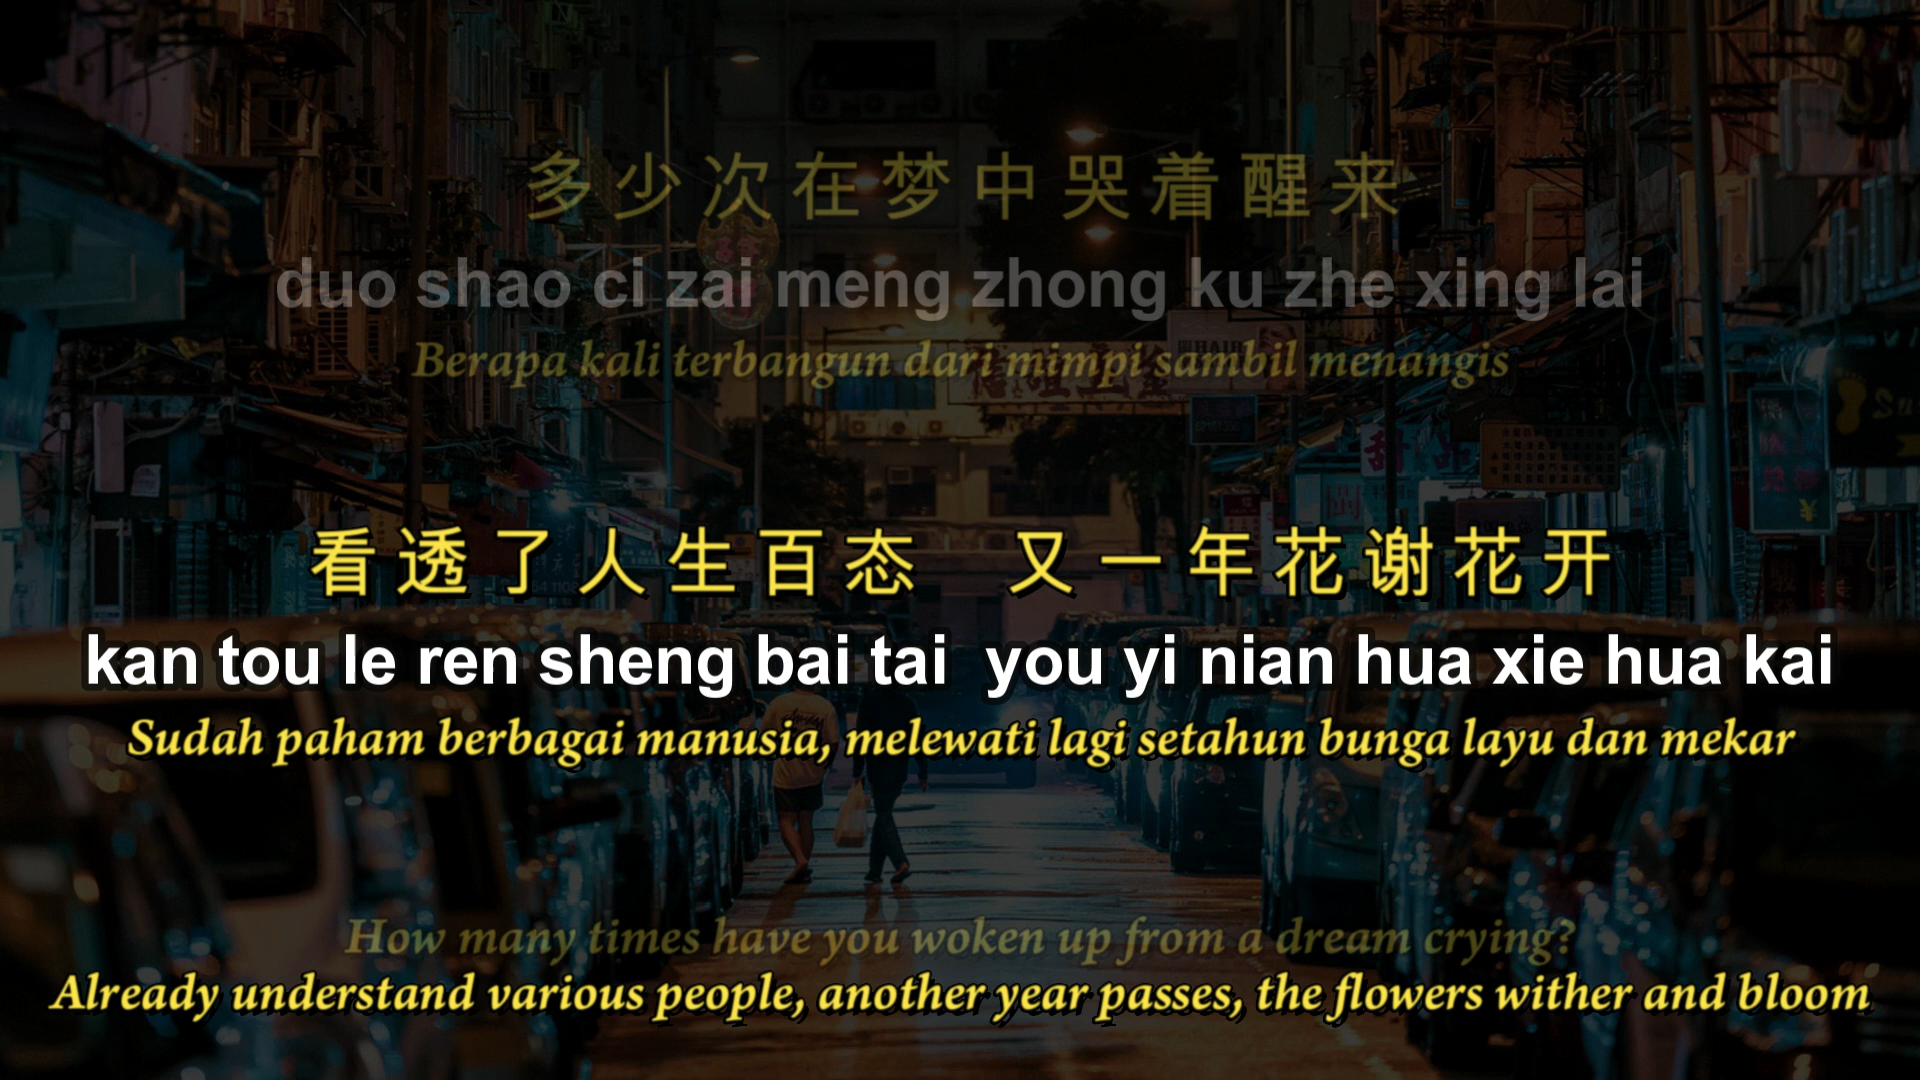 多少次在梦中哭着醒来
duo shao ci zai meng zhong ku zhe xing lai
Berapa kali terbangun dari mimpi sambil menangis
看透了人生百态 又一年花谢花开
kan tou le ren sheng bai tai you yi nian hua xie hua kai
Sudah paham berbagai manusia, melewati lagi setahun bunga layu dan mekar
How many times have you woken up from a dream crying?
Already understand various people, another year passes, the flowers wither and bloom